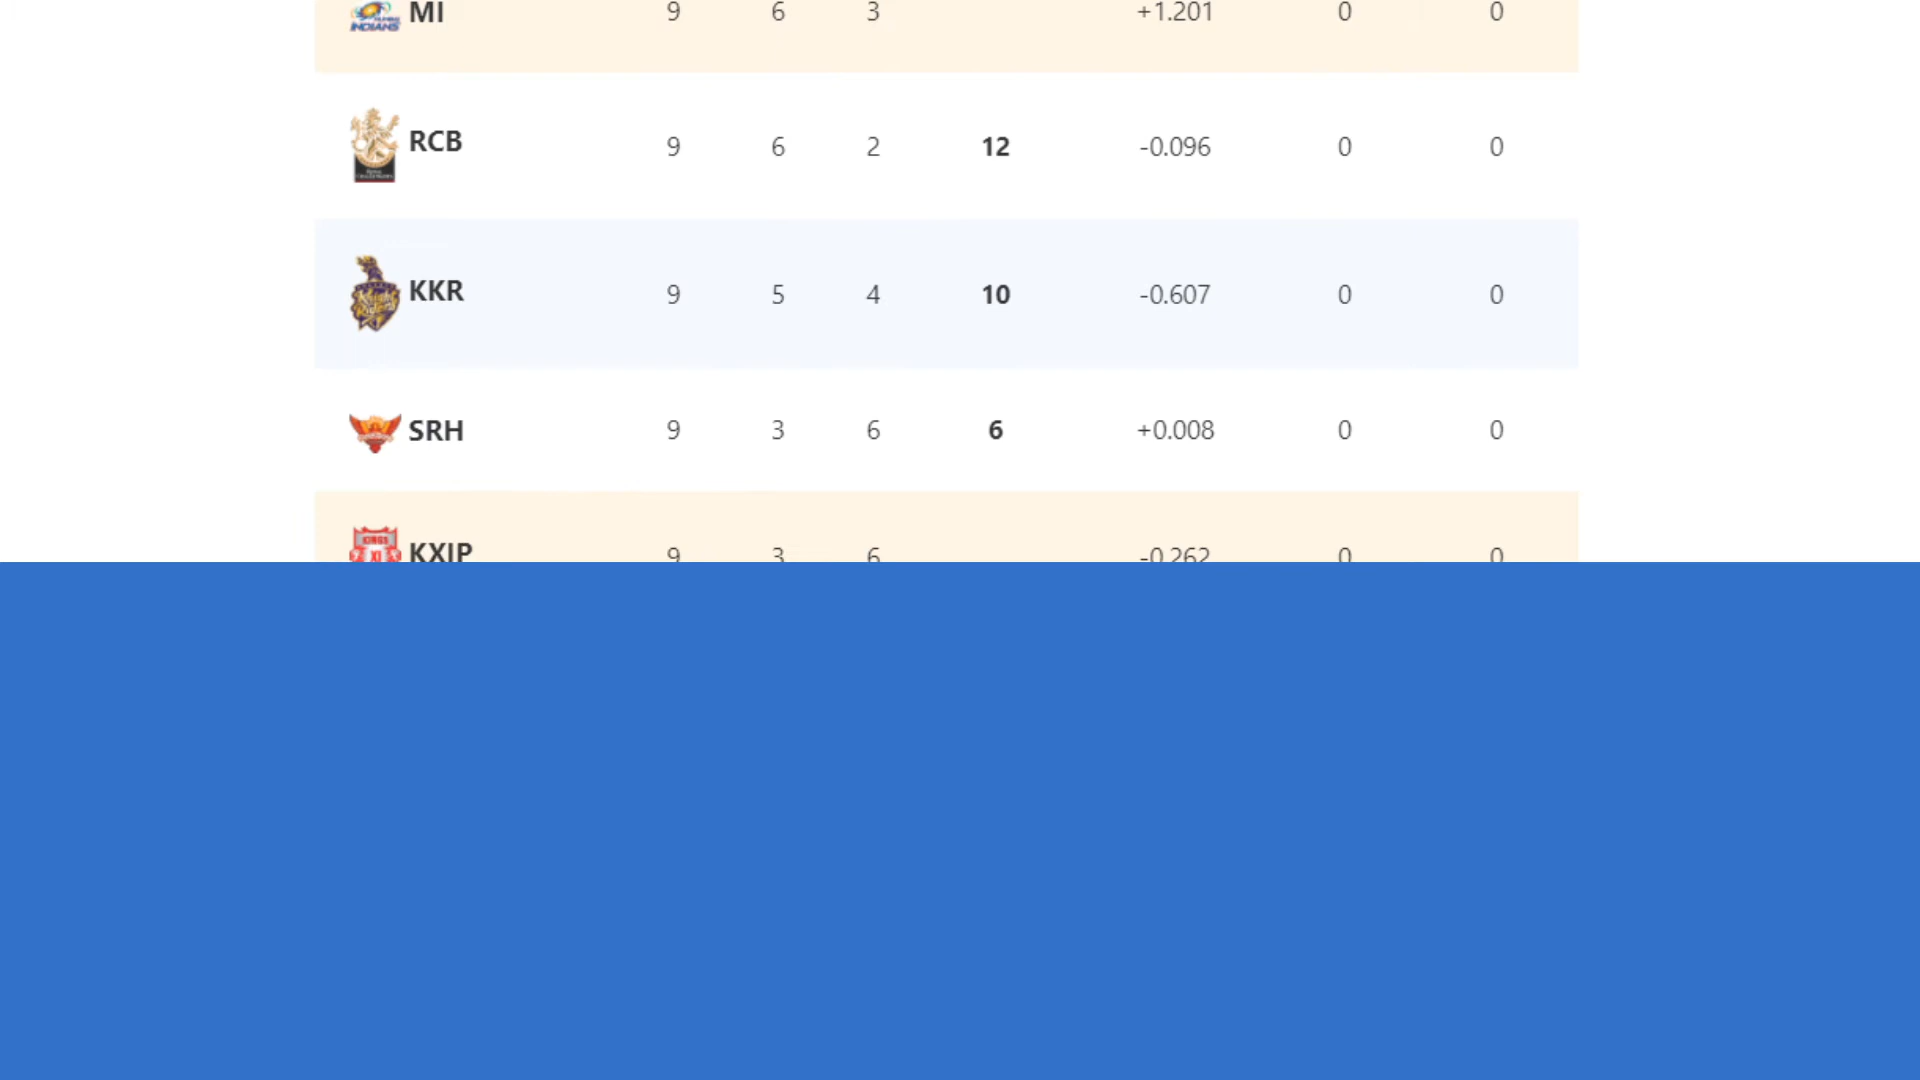 MI 9 6 3 +1.201 0 0
RCB 9 6 2 12 -0.096 0 0
KKR 9 5 4 10 -0.607 0 0
SRH 9 3 6 6 +0.008 0 0
KXIP 9 3 6 -0.262 0 0